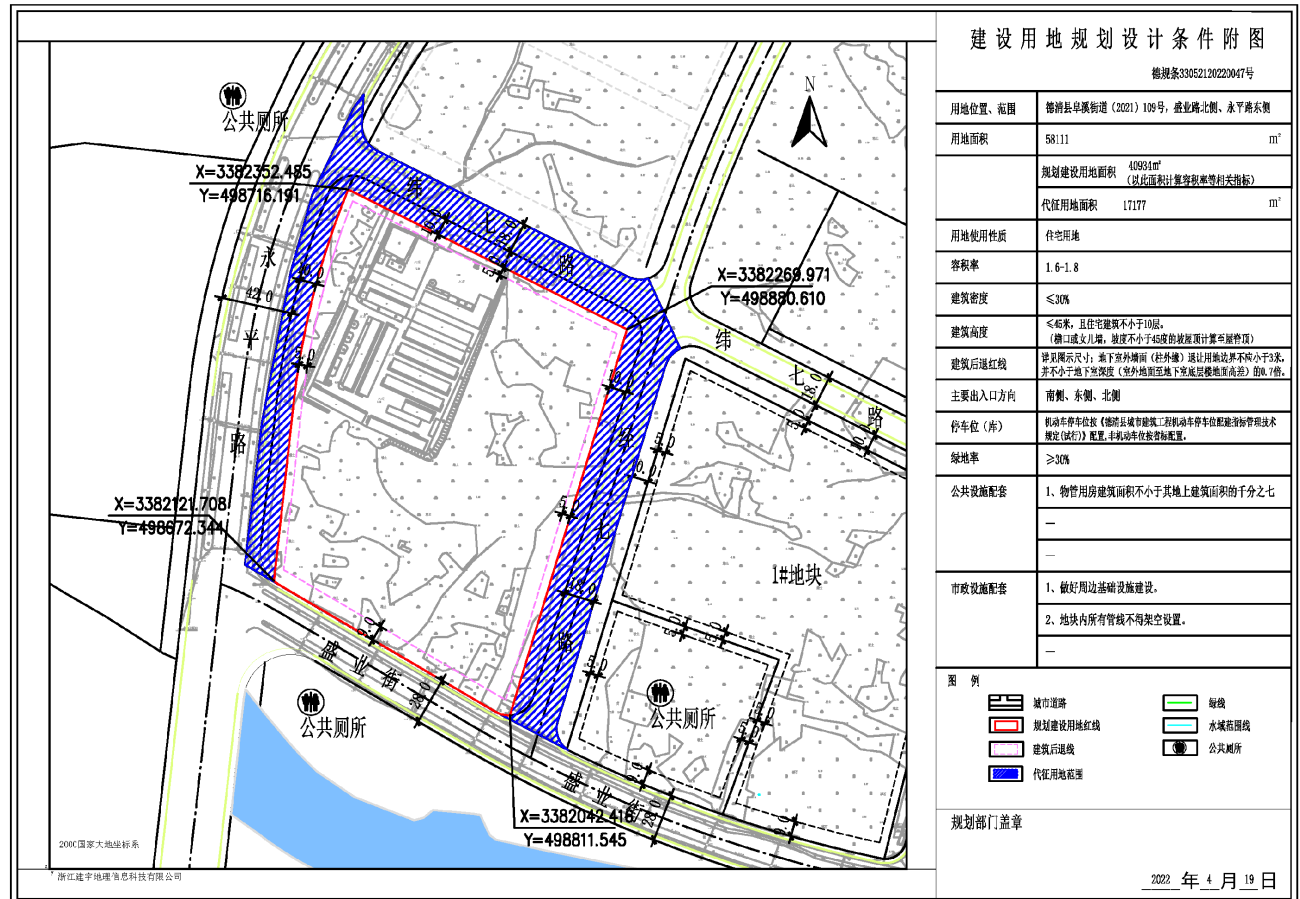 建设用地规划设计条件附图
德规条33052120220047号
用地位置、范围
德清县阜溪街道(2021)109号,盛业路北侧、永平路东侧
用地面积
58111 m²
规划建设用地面积 40934m²
(以此面积计算容积率等相关指标)
代征用地面积 17177 m²
用地使用性质
住宅用地
容积率
1.6-1.8
建筑密度
≤30%
建筑高度
≤45米,且住宅建筑不小于10层。
(檐口或女儿墙,坡度不小于45度的坡屋顶计算至屋脊顶)
建筑后退红线
详见图示尺寸;地下室外墙面(柱外缘)退让用地边界不应小于3米,
并不小于地下室深度(室外地面至地下室底层楼地面高差)的0.7倍。
主要出入口方向
南侧、东侧、北侧
停车位(库)
机动车停车位按《德清县城市建筑工程机动车停车位配建指标管理技术
规定(试行)》配置,非机动车位按省标配置。
绿地率
≥30%
公共设施配套
1、物管用房建筑面积不小于其地上建筑面积的千分之七
—
—
市政设施配套
1、做好周边基础设施建设。
2、地块内所有管线不得架空设置。
—
图 例
城市道路
规划建设用地红线
建筑后退线
代征用地范围
绿线
水域范围线
公共厕所
规划部门盖章
2022 年 4 月 19 日
公共厕所
N
X=3382352.485
Y=498716.191
纬
七
路
X=3382269.971
Y=498880.610
永
平
路
42.0
5.0
纬
七
路
18.0
5.0
X=3382121.708
Y=498672.344
5.0
七
路
18.0
1#地块
5.0
盛业街
28.0
公共厕所
公共厕所
盛业街
28.0
X=3382042.418
Y=498811.545
2000国家大地坐标系
浙江建宇地理信息科技有限公司